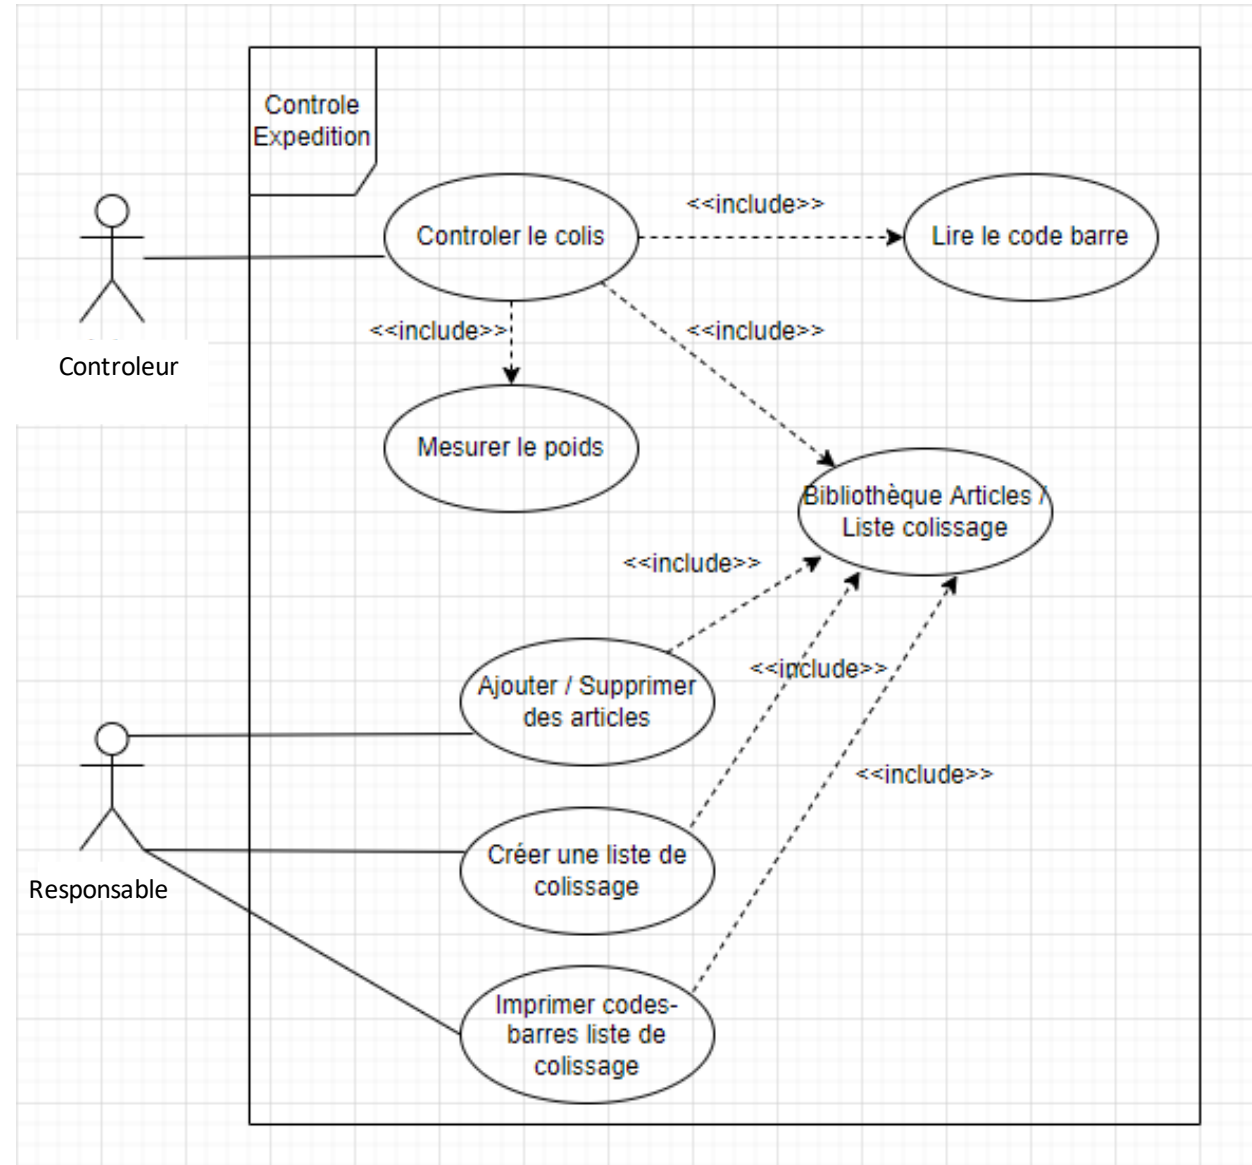 Controle
Expedition
Controler le colis
<<include>>
Lire le code barre
<<include>>
<<include>>
Controleur
Mesurer le poids
Bibliothèque Articles /
Liste colissage
<<include>>
Ajouter / Supprimer
des articles
<<include>>
<<include>>
Responsable
Créer une liste de
colissage
Imprimer codes-
barres liste de
colissage